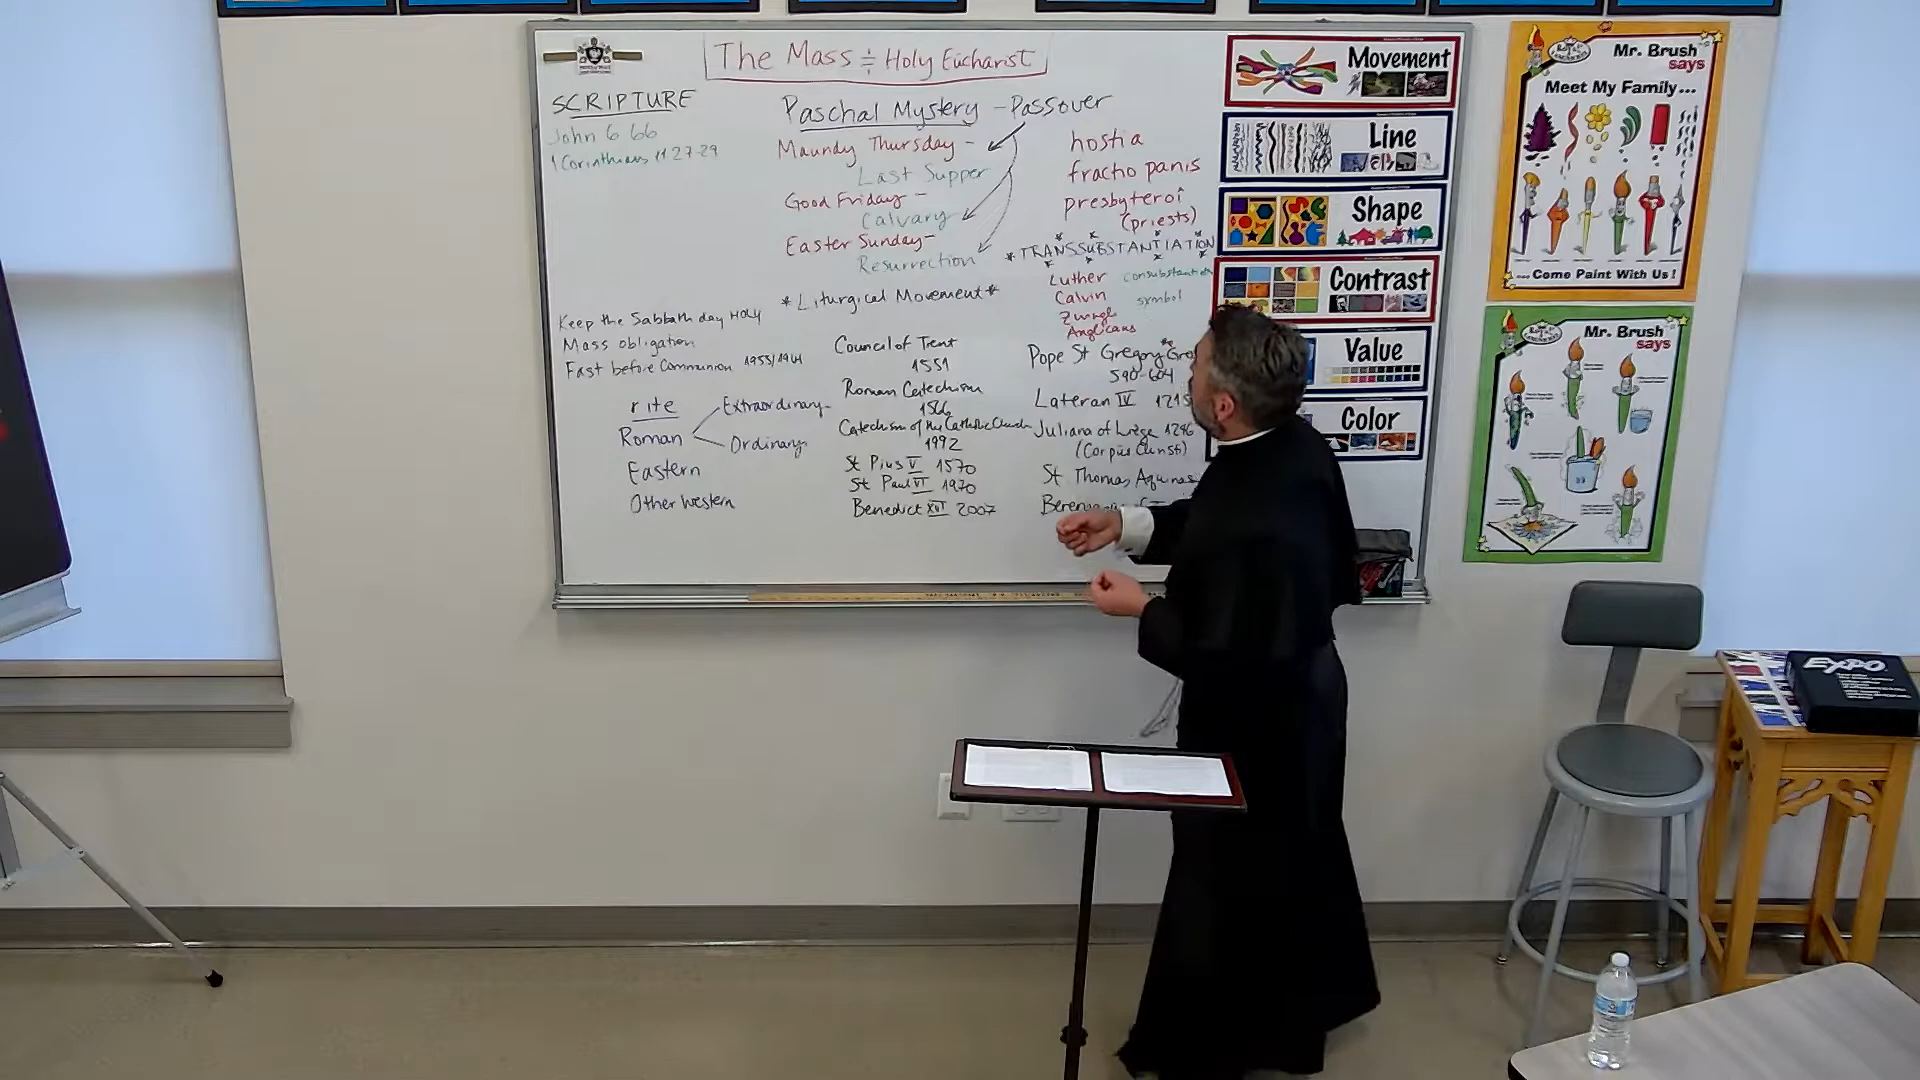 The Mass ÷ Holy Eucharist
SCRIPTURE
John 6 66
1 Corinthians 11 27-29
Paschal Mystery - Passover
Maundy Thursday -
Last Supper
Good Friday -
Calvary
Easter Sunday -
Resurrection
* Liturgical Movement *
hostia
fractio panis
presbyteroi
(priests)
* TRANSSUBSTANTIATION
Luther
Calvin symbol
Zwingli
Anglicans
Keep the Sabbath day HOLY
Mass obligation
Fast before Communion
rite
Roman
Extraordinary
Ordinary
Eastern
Other Western
Council of Trent
1551
Roman Catechism
1566
Catechism of the Catholic Church
1992
St Pius V 1570
St Paul VI 1970
Benedict XVI 2007
Pope St Gregory
590-604
Lateran IV 1215
Juliana of Liège 1246
(Corpus Christi)
St Thomas Aquinas
Movement
Line
Shape
Contrast
Value
Color
Mr. Brush
says
Meet My Family...
... Come Paint With Us!
Mr. Brush
says
EXPO